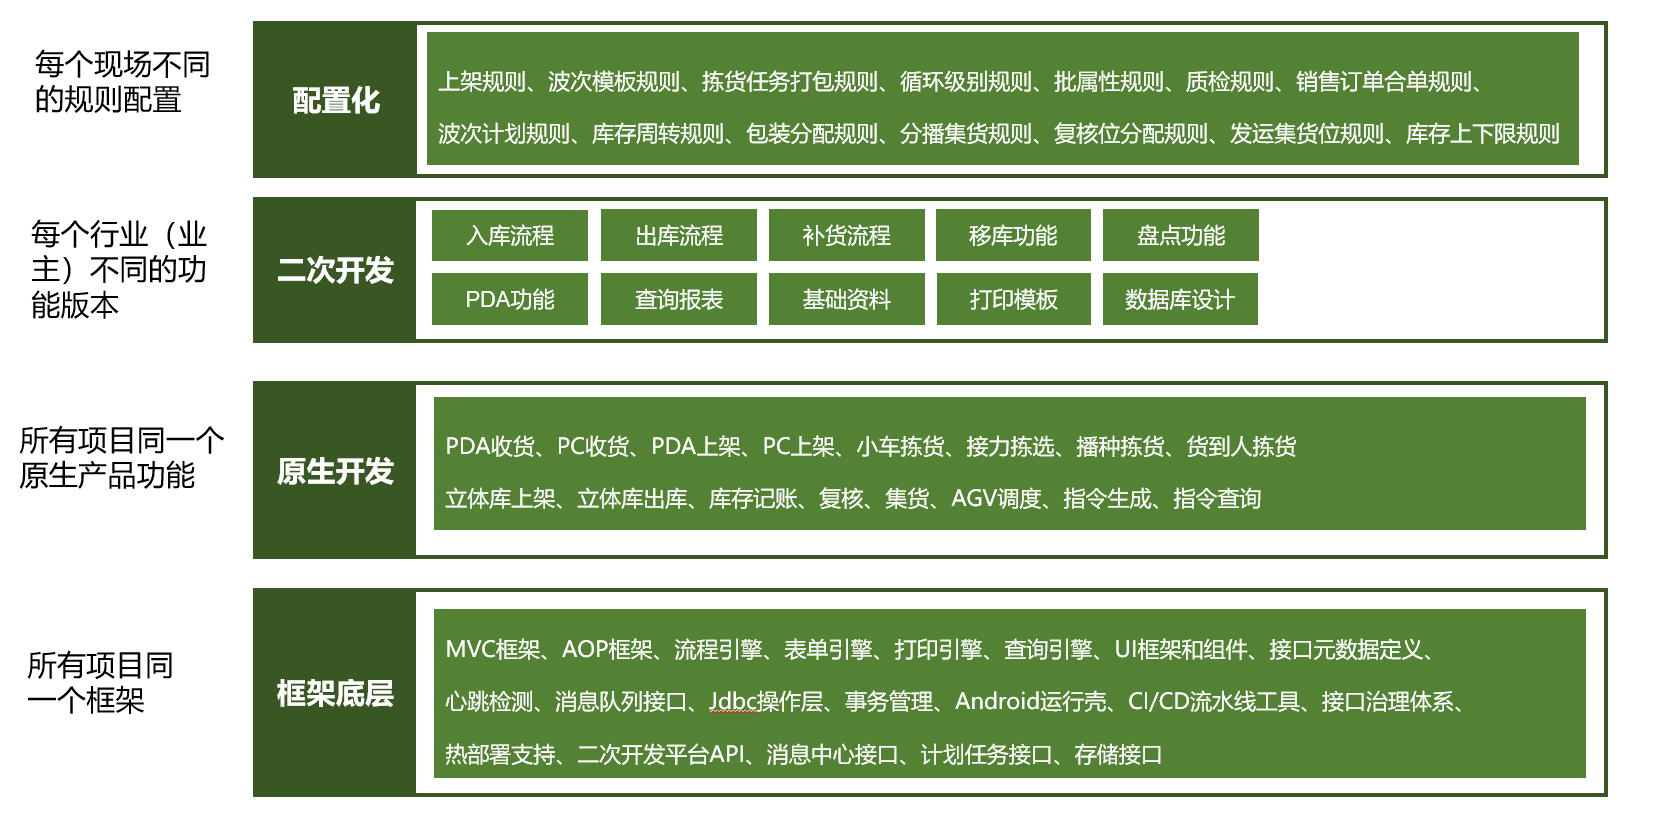 每个现场不同
的规则配置
配置化
上架规则、波次模板规则、拣货任务打包规则、循环级别规则、批属性规则、质检规则、销售订单合单规则、
波次计划规则、库存周转规则、包装分配规则、分播集货规则、复核位分配规则、发运集货位规则、库存上下限规则
每个行业（业
主）不同的功
能版本
二次开发
入库流程
出库流程
补货流程
移库功能
盘点功能
PDA功能
查询报表
基础资料
打印模板
数据库设计
所有项目同一个
原生产品功能
原生开发
PDA收货、PC收货、PDA上架、PC上架、小车拣货、接力拣选、播种拣货、货到人拣货
立体库上架、立体库出库、库存记账、复核、集货、AGV调度、指令生成、指令查询
所有项目同
一个框架
框架底层
MVC框架、AOP框架、流程引擎、表单引擎、打印引擎、查询引擎、UI框架和组件、接口元数据定义、
心跳检测、消息队列接口、Jdbc操作层、事务管理、Android运行壳、CI/CD流水线工具、接口治理体系、
热部署支持、二次开发平台API、消息中心接口、计划任务接口、存储接口